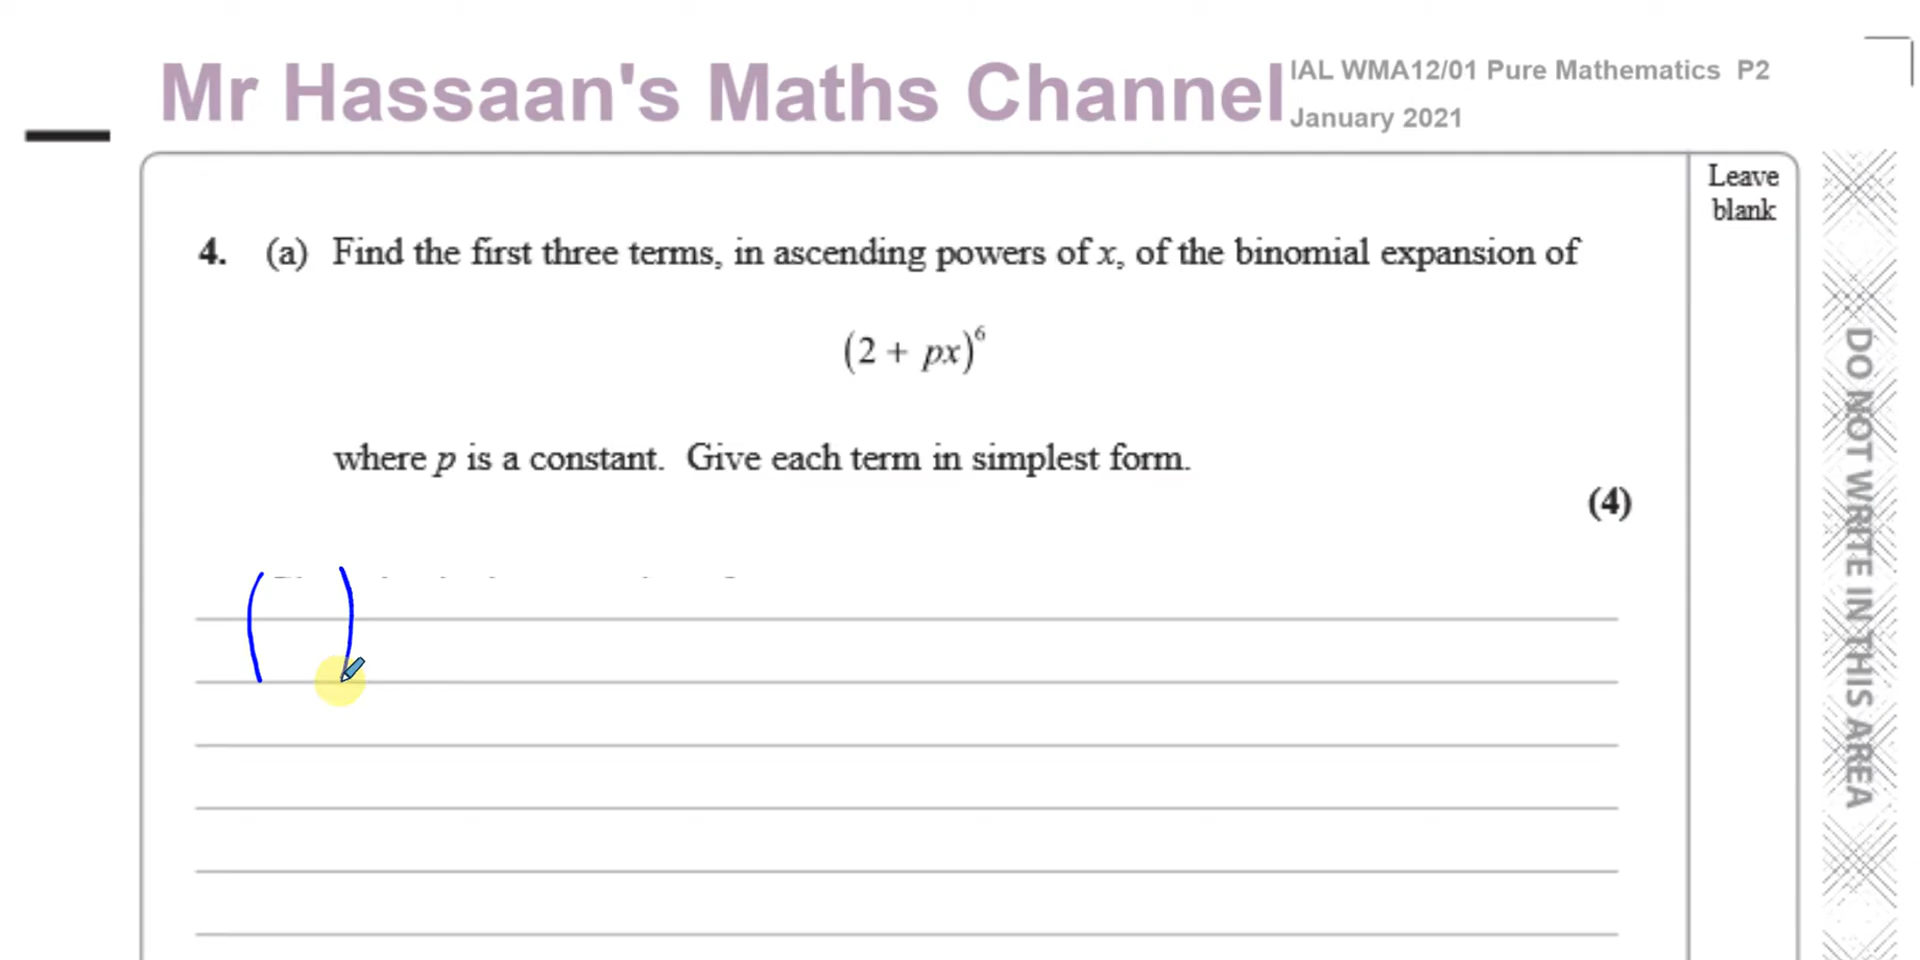 Mr Hassaan's Maths Channel
IAL WMA12/01 Pure Mathematics P2
January 2021
Leave
blank
4. (a) Find the first three terms, in ascending powers of x, of the binomial expansion of
(2 + px)⁶
where p is a constant. Give each term in simplest form.
(4)
( )
DO NOT WRITE IN THIS AREA